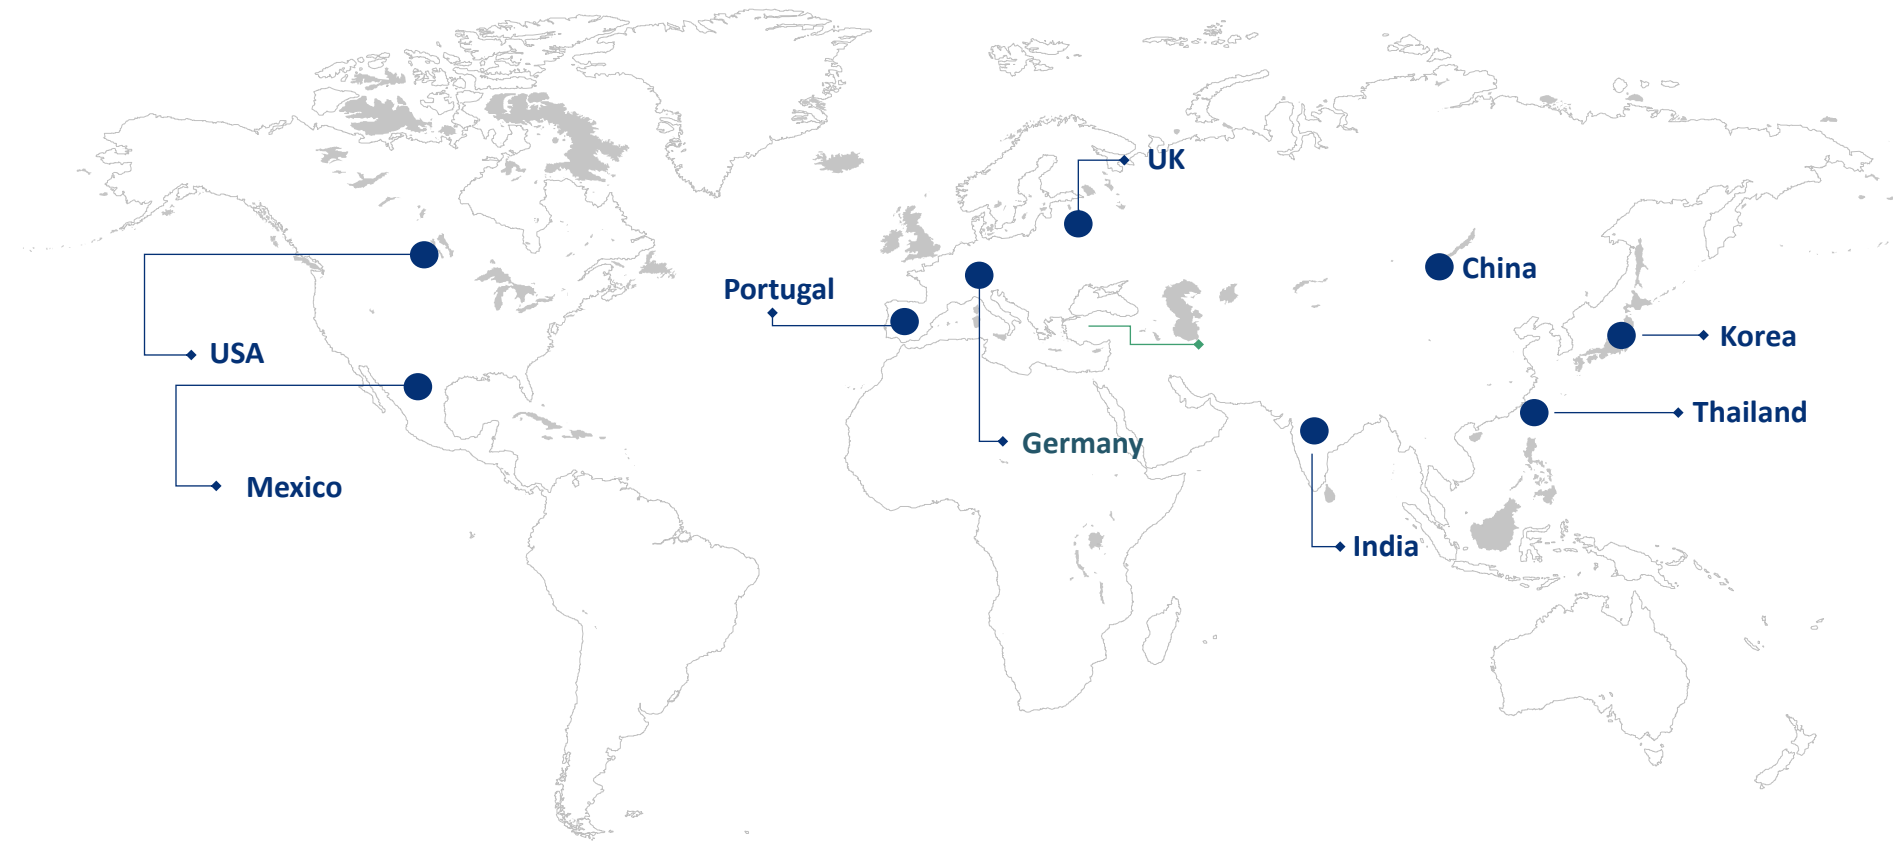 UK
China
Portugal
Korea
USA
Thailand
Germany
Mexico
India